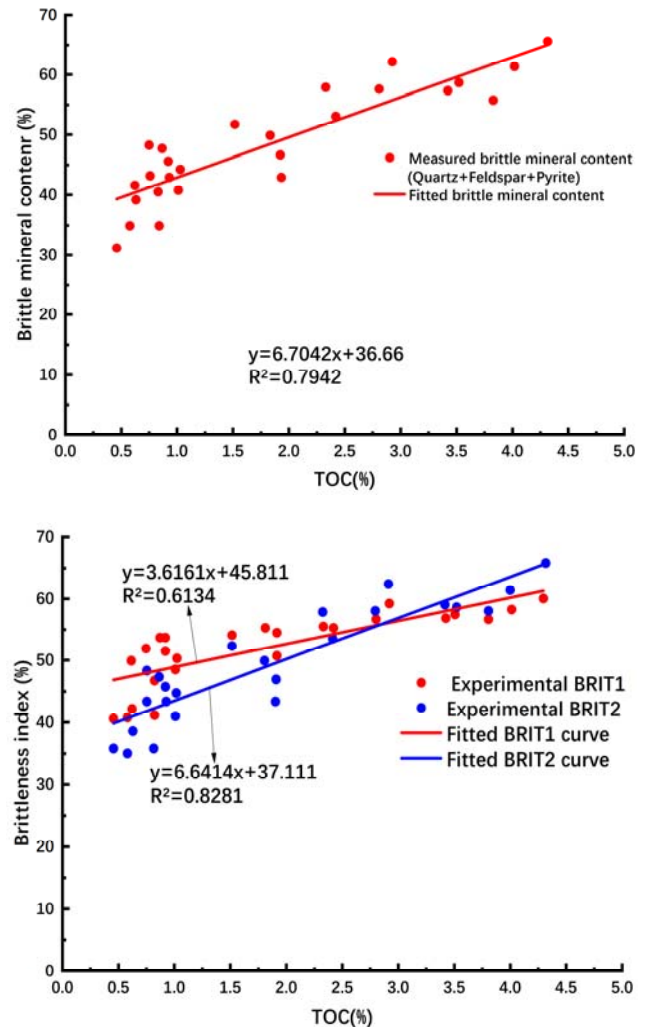 70
60
50
40
30
20
10
0
Brittle mineral contenr (%)
Measured brittle mineral content
(Quartz+Feldspar+Pyrite)
Fitted brittle mineral content
y=6.7042x+36.66
R²=0.7942
0.0 0.5 1.0 1.5 2.0 2.5 3.0 3.5 4.0 4.5 5.0
TOC(%)
70
60
50
40
30
20
10
0
Brittleness index (%)
y=3.6161x+45.811
R²=0.6134
Experimental BRIT1
Experimental BRIT2
Fitted BRIT1 curve
Fitted BRIT2 curve
y=6.6414x+37.111
R²=0.8281
0.0 0.5 1.0 1.5 2.0 2.5 3.0 3.5 4.0 4.5 5.0
TOC(%)